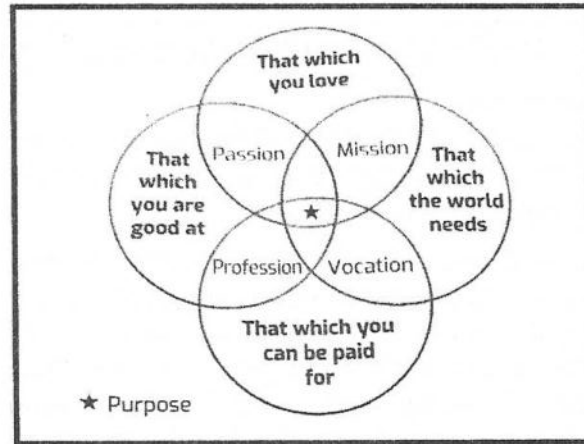 That which
you love
Passion
Mission
That
which
you are
good at
That
which
the world
needs
Profession
Vocation
That which you
can be paid
for
★ Purpose